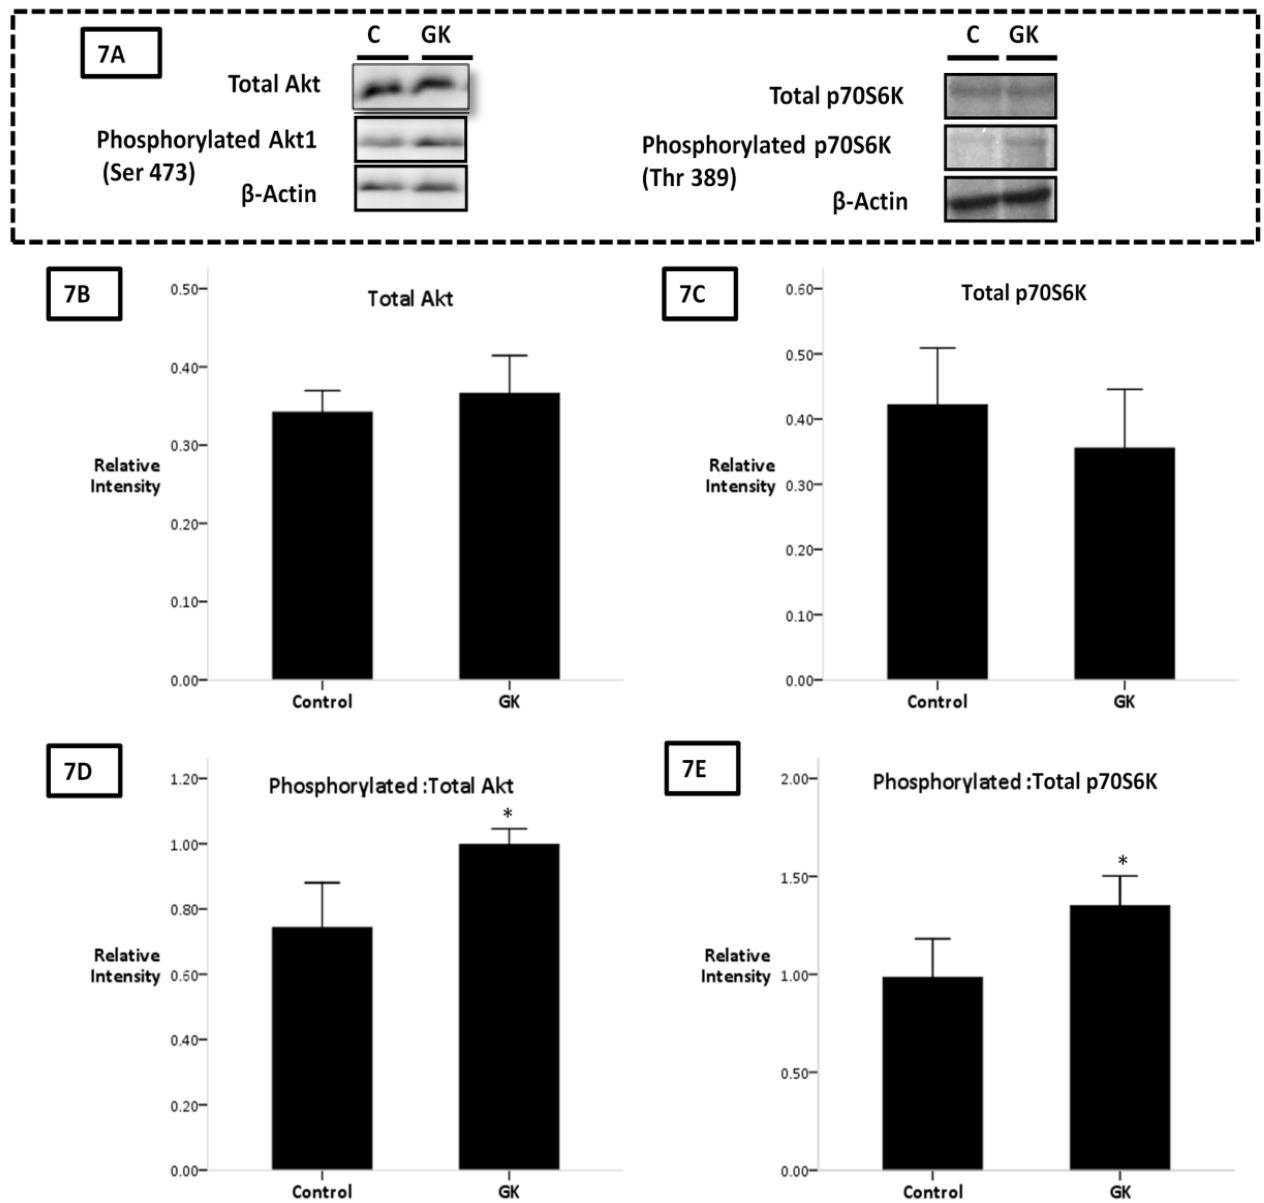 7A
C GK
Total Akt
Phosphorylated Akt1
(Ser 473)
β-Actin
C GK
Total p70S6K
Phosphorylated p70S6K
(Thr 389)
β-Actin
7B
Total Akt
0.50
0.40
0.30
0.20
0.10
0.00
Relative
Intensity
Control GK
7C
Total p70S6K
0.60
0.50
0.40
0.30
0.20
0.10
0.00
Relative
Intensity
Control GK
7D
Phosphorylated :Total Akt
*
1.20
1.00
0.80
0.60
0.40
0.20
0.00
Relative
Intensity
Control GK
7E
Phosphorylated :Total p70S6K
*
2.00
1.50
1.00
0.50
0.00
Relative
Intensity
Control GK